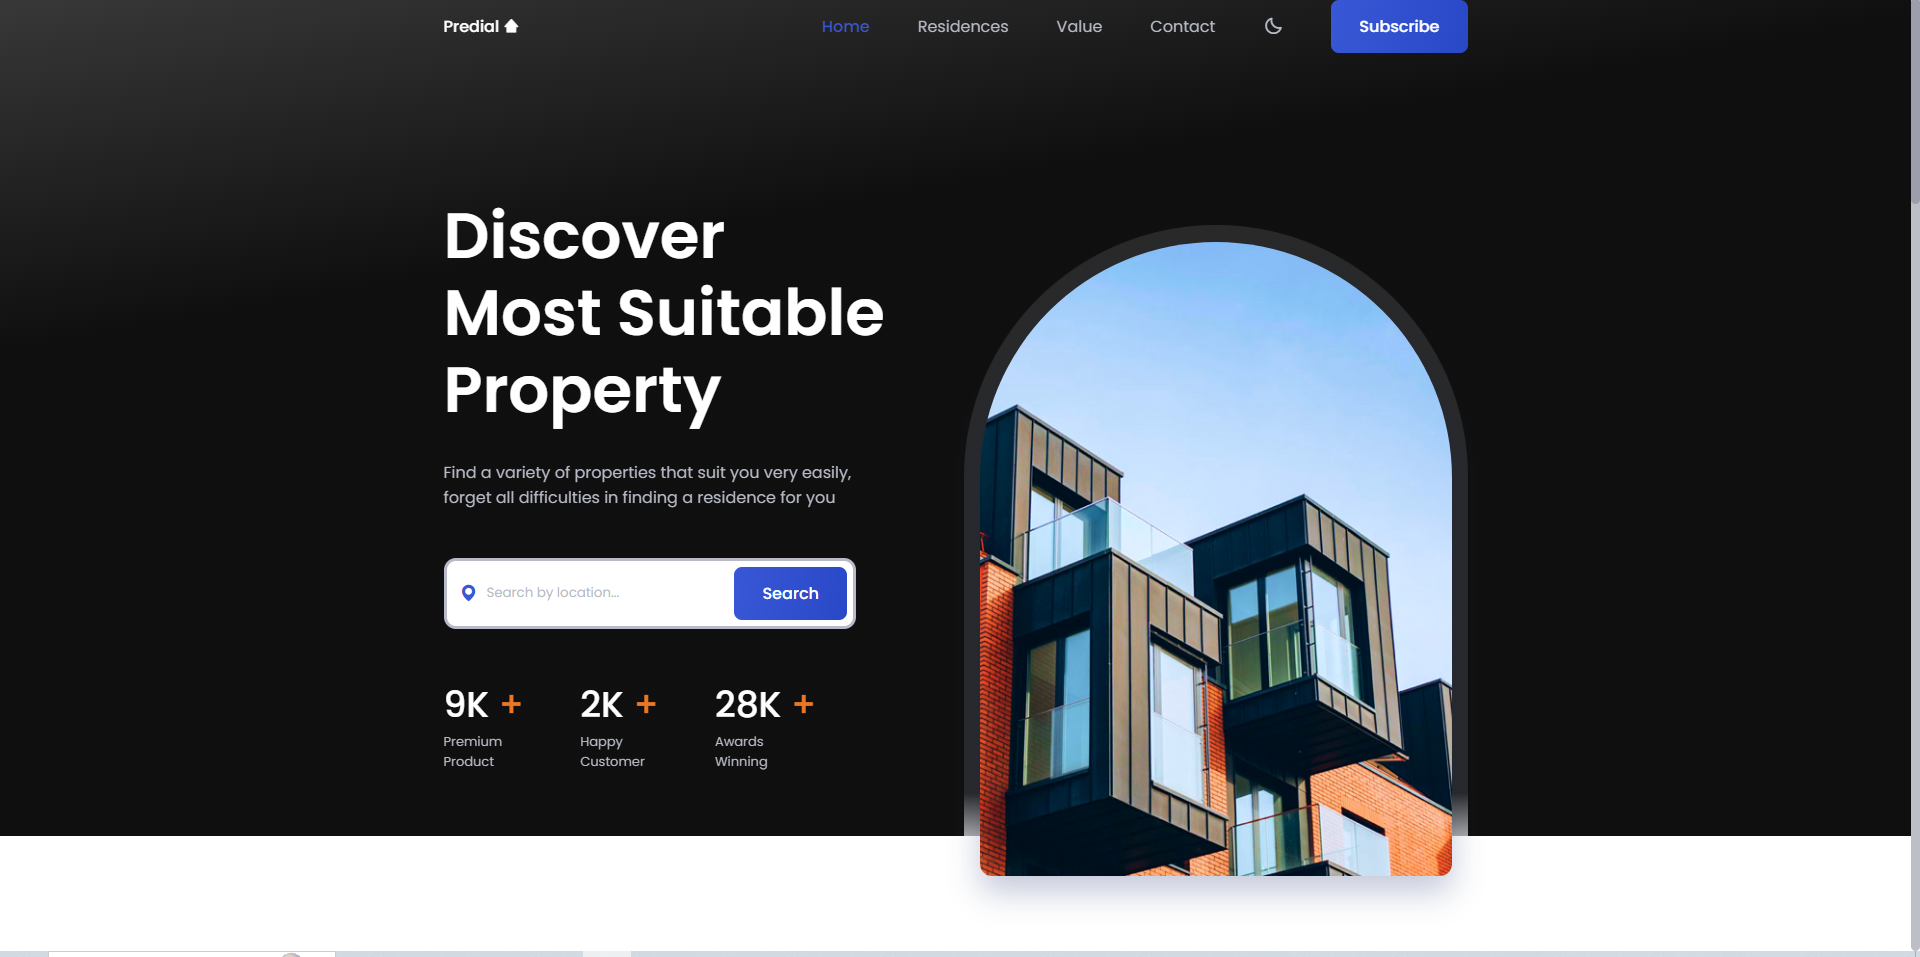 Predial
Home
Residences
Value
Contact
Subscribe
Discover
Most Suitable
Property
Find a variety of properties that suit you very easily,
forget all difficulties in finding a residence for you
Search by location...
Search
9K +
Premium
Product
2K +
Happy
Customer
28K +
Awards
Winning